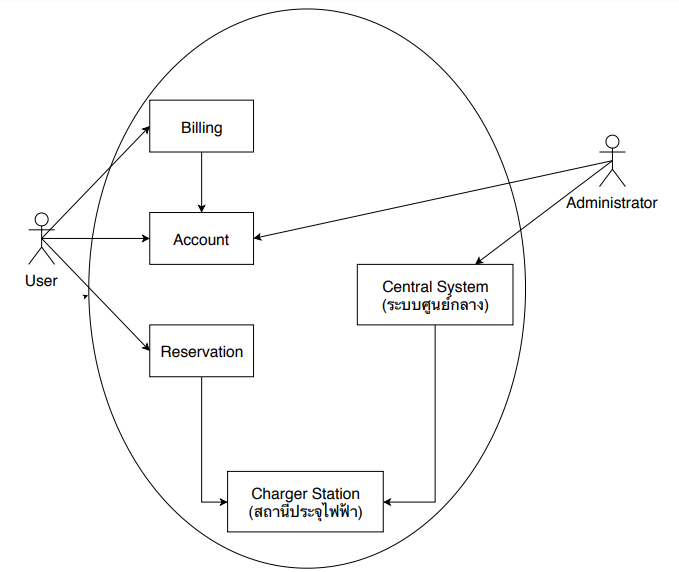 Billing
Administrator
Account
User
Central System
(ระบบศูนย์กลาง)
Reservation
Charger Station
(สถานีประจุไฟฟ้า)